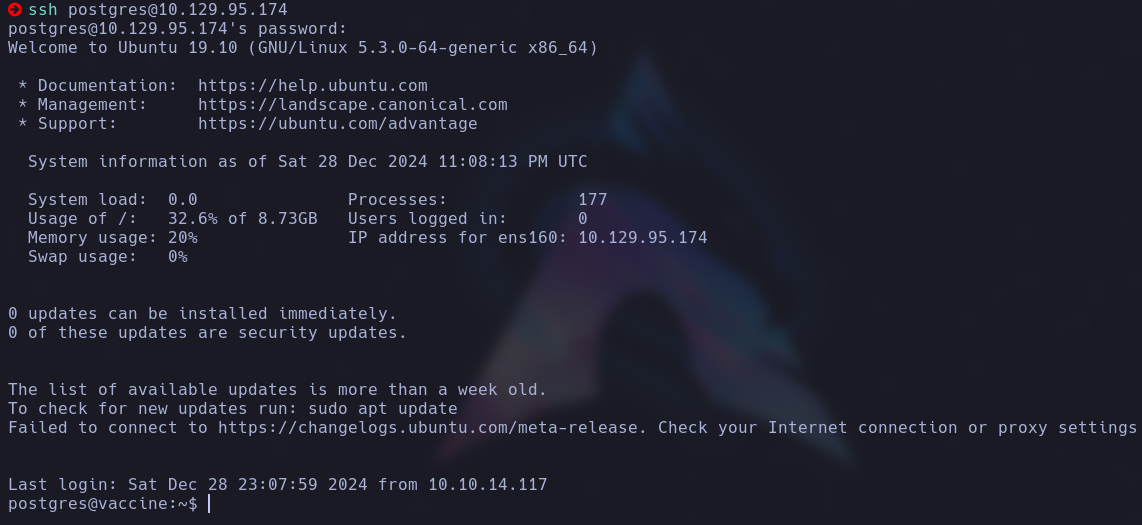 ssh postgres@10.129.95.174
postgres@10.129.95.174's password:
Welcome to Ubuntu 19.10 (GNU/Linux 5.3.0-64-generic x86_64)
* Documentation:  https://help.ubuntu.com
* Management:     https://landscape.canonical.com
* Support:        https://ubuntu.com/advantage
System information as of Sat 28 Dec 2024 11:08:13 PM UTC
System load:  0.0               Processes:             177
Usage of /:   32.6% of 8.73GB   Users logged in:       0
Memory usage: 20%               IP address for ens160: 10.129.95.174
Swap usage:   0%
0 updates can be installed immediately.
0 of these updates are security updates.
The list of available updates is more than a week old.
To check for new updates run: sudo apt update
Failed to connect to https://changelogs.ubuntu.com/meta-release. Check your Internet connection or proxy settings
Last login: Sat Dec 28 23:07:59 2024 from 10.10.14.117
postgres@vaccine:~$